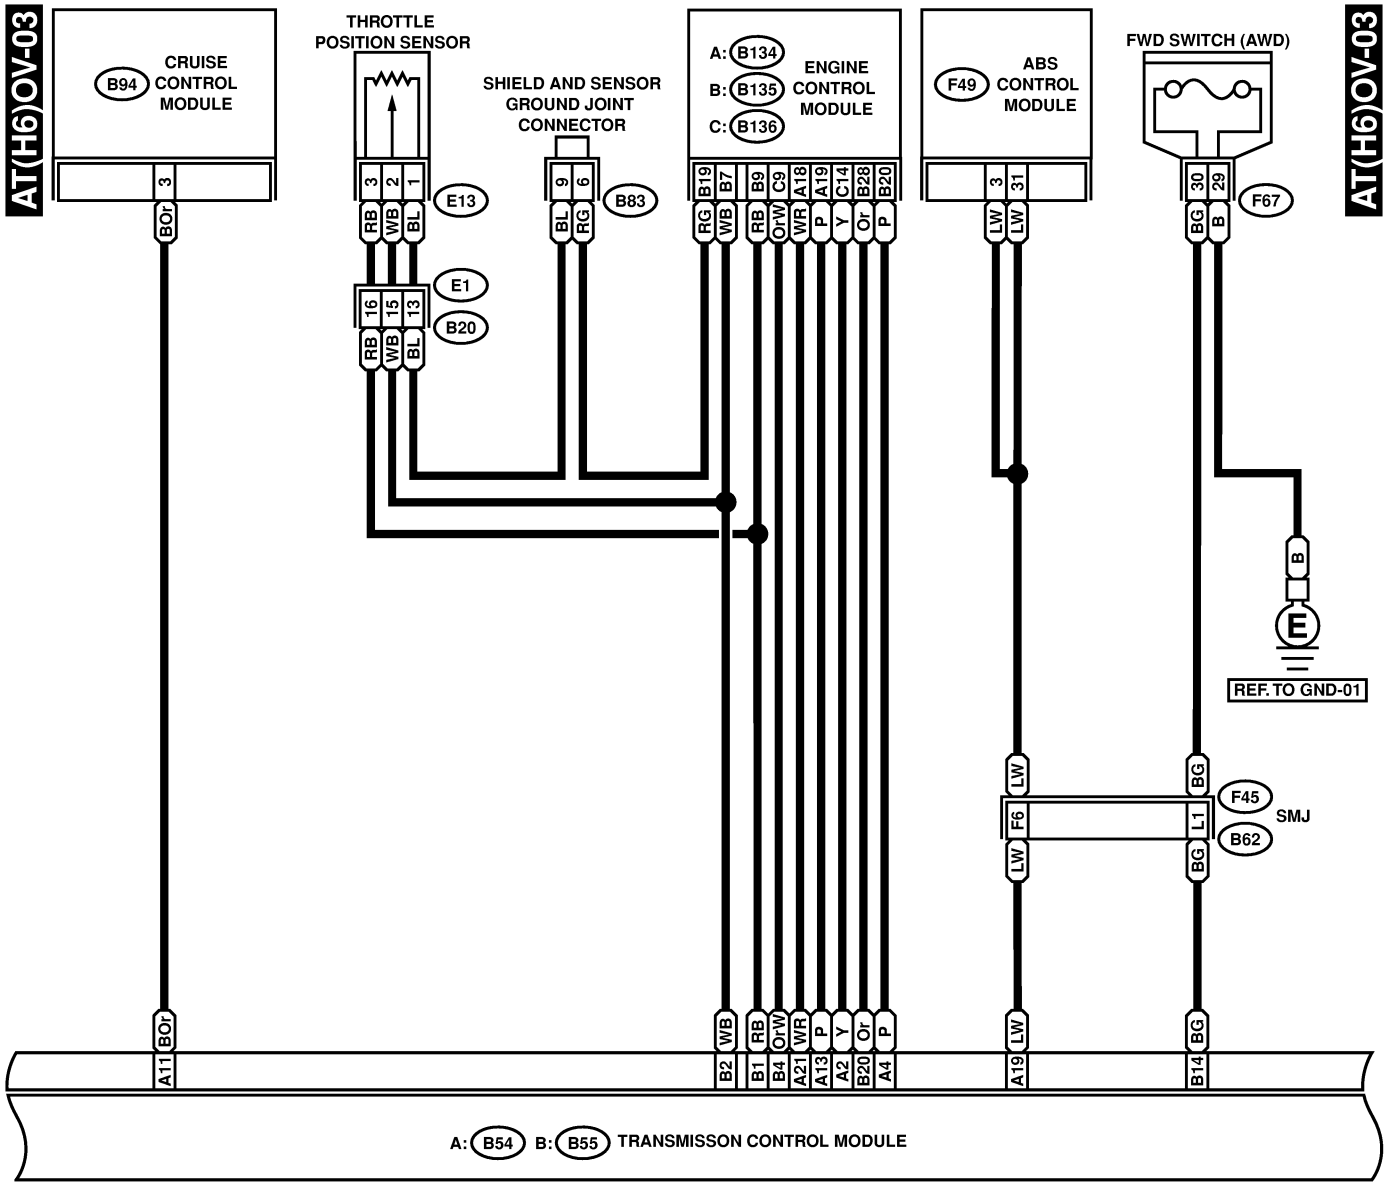 AT(H6)OV-03
AT(H6)OV-03
THROTTLE
POSITION SENSOR
CRUISE
CONTROL
MODULE
B94
SHIELD AND SENSOR
GROUND JOINT
CONNECTOR
A: B134
B: B135
C: B136
ENGINE
CONTROL
MODULE
F49
ABS
CONTROL
MODULE
FWD SWITCH (AWD)
3
3 2 1
E13
9 6
B83
B19 B7 B9 C9 A18 A19 C14 B28 B20
3 31
30 29
F67
BOr
RB WB BL
BL RG
RG WB RB OrW WR P Y Or P
LW LW
BG B
E1
16 15 13
B20
RB WB BL
B
E
REF. TO GND-01
LW BG
F45
F6 L1
SMJ
B62
LW BG
BOr WB RB OrW WR P Y Or P LW BG
A11 B2 B1 B4 A21 A13 A2 B20 A4 A19 B14
A: B54 B: B55 TRANSMISSON CONTROL MODULE